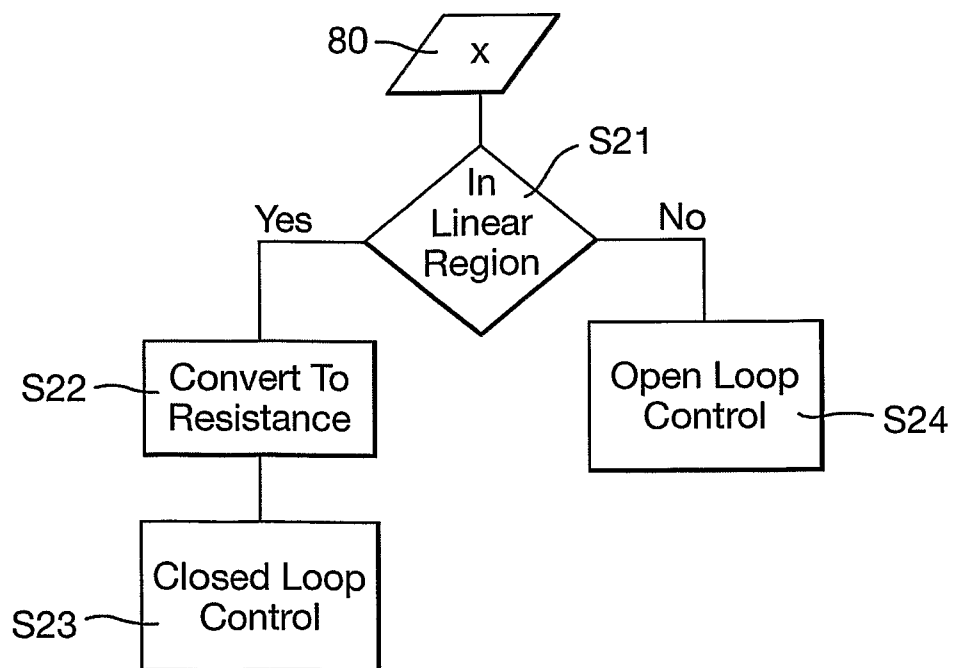 80
x
S21
In
Linear
Region
Yes
No
S22
Convert To
Resistance
Open Loop
Control
S24
Closed Loop
Control
S23